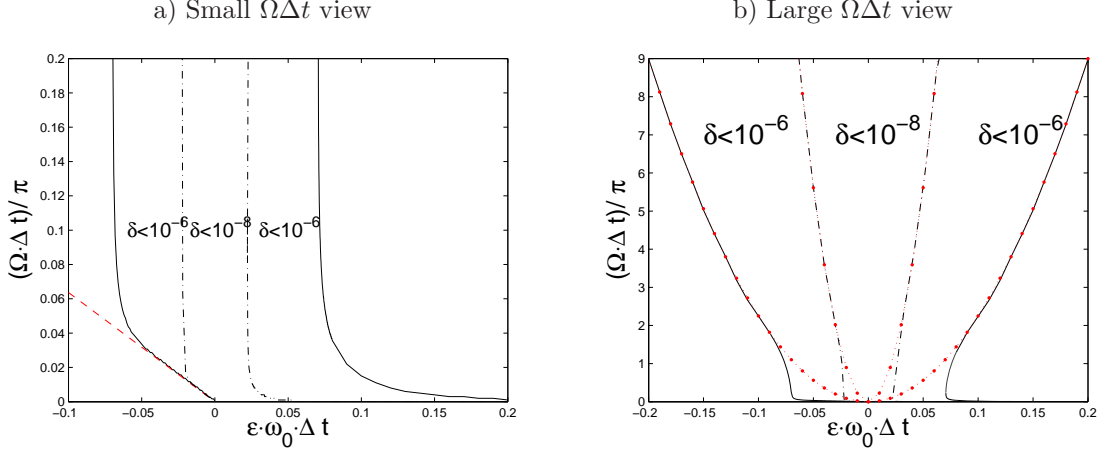 a) Small ΩΔt view
0.2
0.18
0.16
0.14
0.12
0.1
0.08
0.06
0.04
0.02
0
(Ω·Δ t)/ π
δ<10⁻⁶
δ<10⁻⁸
δ<10⁻⁶
−0.1 −0.05 0 0.05 0.1 0.15 0.2
ε·ω₀·Δ t
b) Large ΩΔt view
9
8
7
6
5
4
3
2
1
0
(Ω·Δ t)/ π
δ<10⁻⁶
δ<10⁻⁸
δ<10⁻⁶
−0.2 −0.15 −0.1 −0.05 0 0.05 0.1 0.15 0.2
ε·ω₀·Δ t